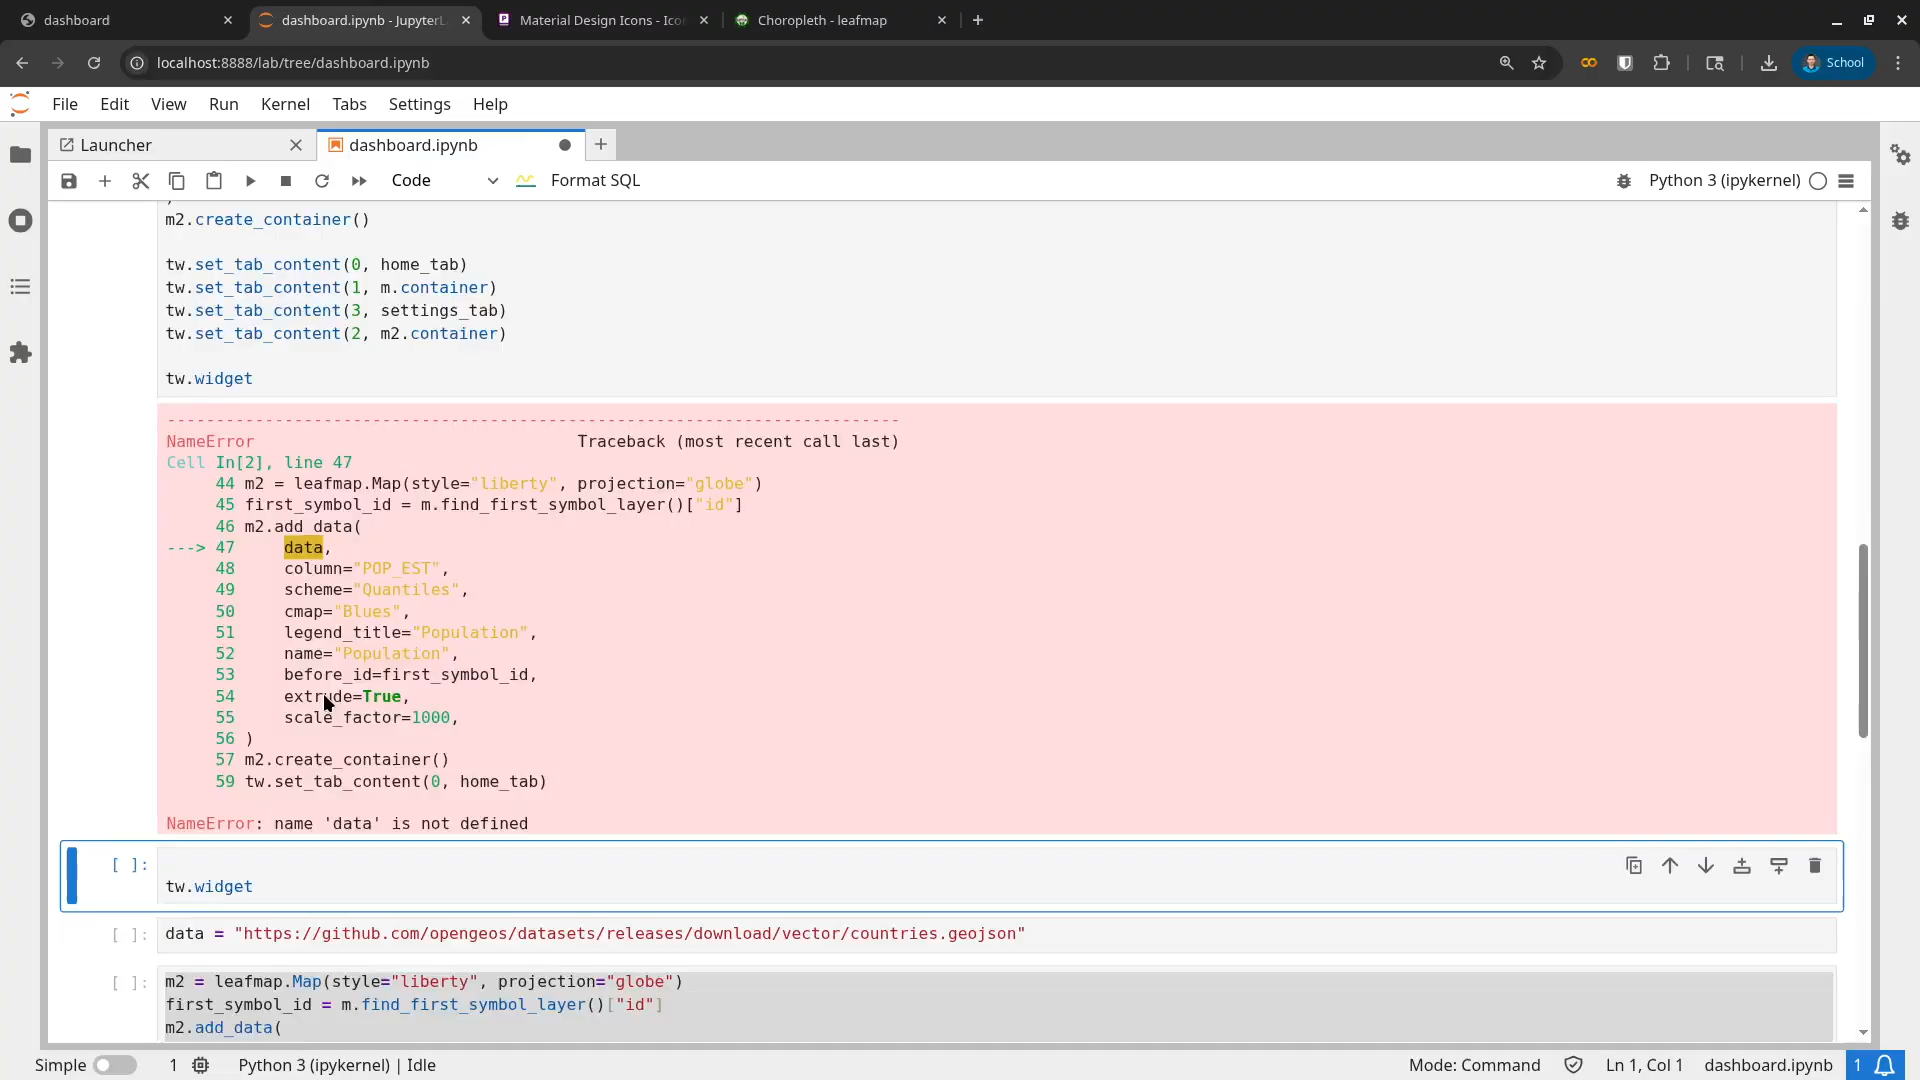 dashboard
dashboard.ipynb - JupyterL
Material Design Icons - Ico
Choropleth - leafmap
localhost:8888/lab/tree/dashboard.ipynb
School
File Edit View Run Kernel Tabs Settings Help
Launcher
dashboard.ipynb
Code
Format SQL
Python 3 (ipykernel)
m2.create_container()
tw.set_tab_content(0, home_tab)
tw.set_tab_content(1, m.container)
tw.set_tab_content(3, settings_tab)
tw.set_tab_content(2, m2.container)
tw.widget
---------------------------------------------------------------------------
NameError Traceback (most recent call last)
Cell In[2], line 47
44 m2 = leafmap.Map(style="liberty", projection="globe")
45 first_symbol_id = m.find_first_symbol_layer()["id"]
46 m2.add_data(
---> 47 data,
48 column="POP_EST",
49 scheme="Quantiles",
50 cmap="Blues",
51 legend_title="Population",
52 name="Population",
53 before_id=first_symbol_id,
54 extrude=True,
55 scale_factor=1000,
56 )
57 m2.create_container()
59 tw.set_tab_content(0, home_tab)
NameError: name 'data' is not defined
[ ]:
tw.widget
[ ]: data = "https://github.com/opengeos/datasets/releases/download/vector/countries.geojson"
[ ]: m2 = leafmap.Map(style="liberty", projection="globe")
first_symbol_id = m.find_first_symbol_layer()["id"]
m2.add_data(
Simple 1 Python 3 (ipykernel) | Idle Mode: Command Ln 1, Col 1 dashboard.ipynb 1